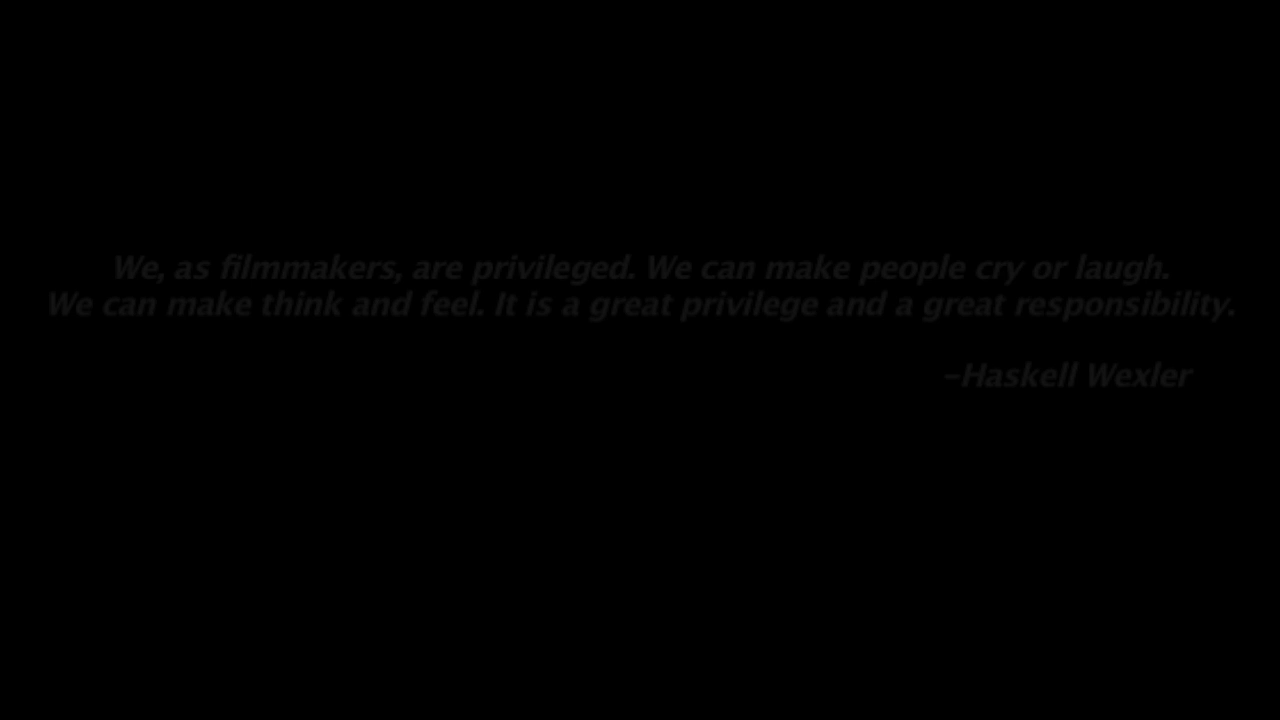 We, as filmmakers, are privileged. We can make people cry or laugh.
We can make think and feel. It is a great privilege and a great responsibility.
–Haskell Wexler